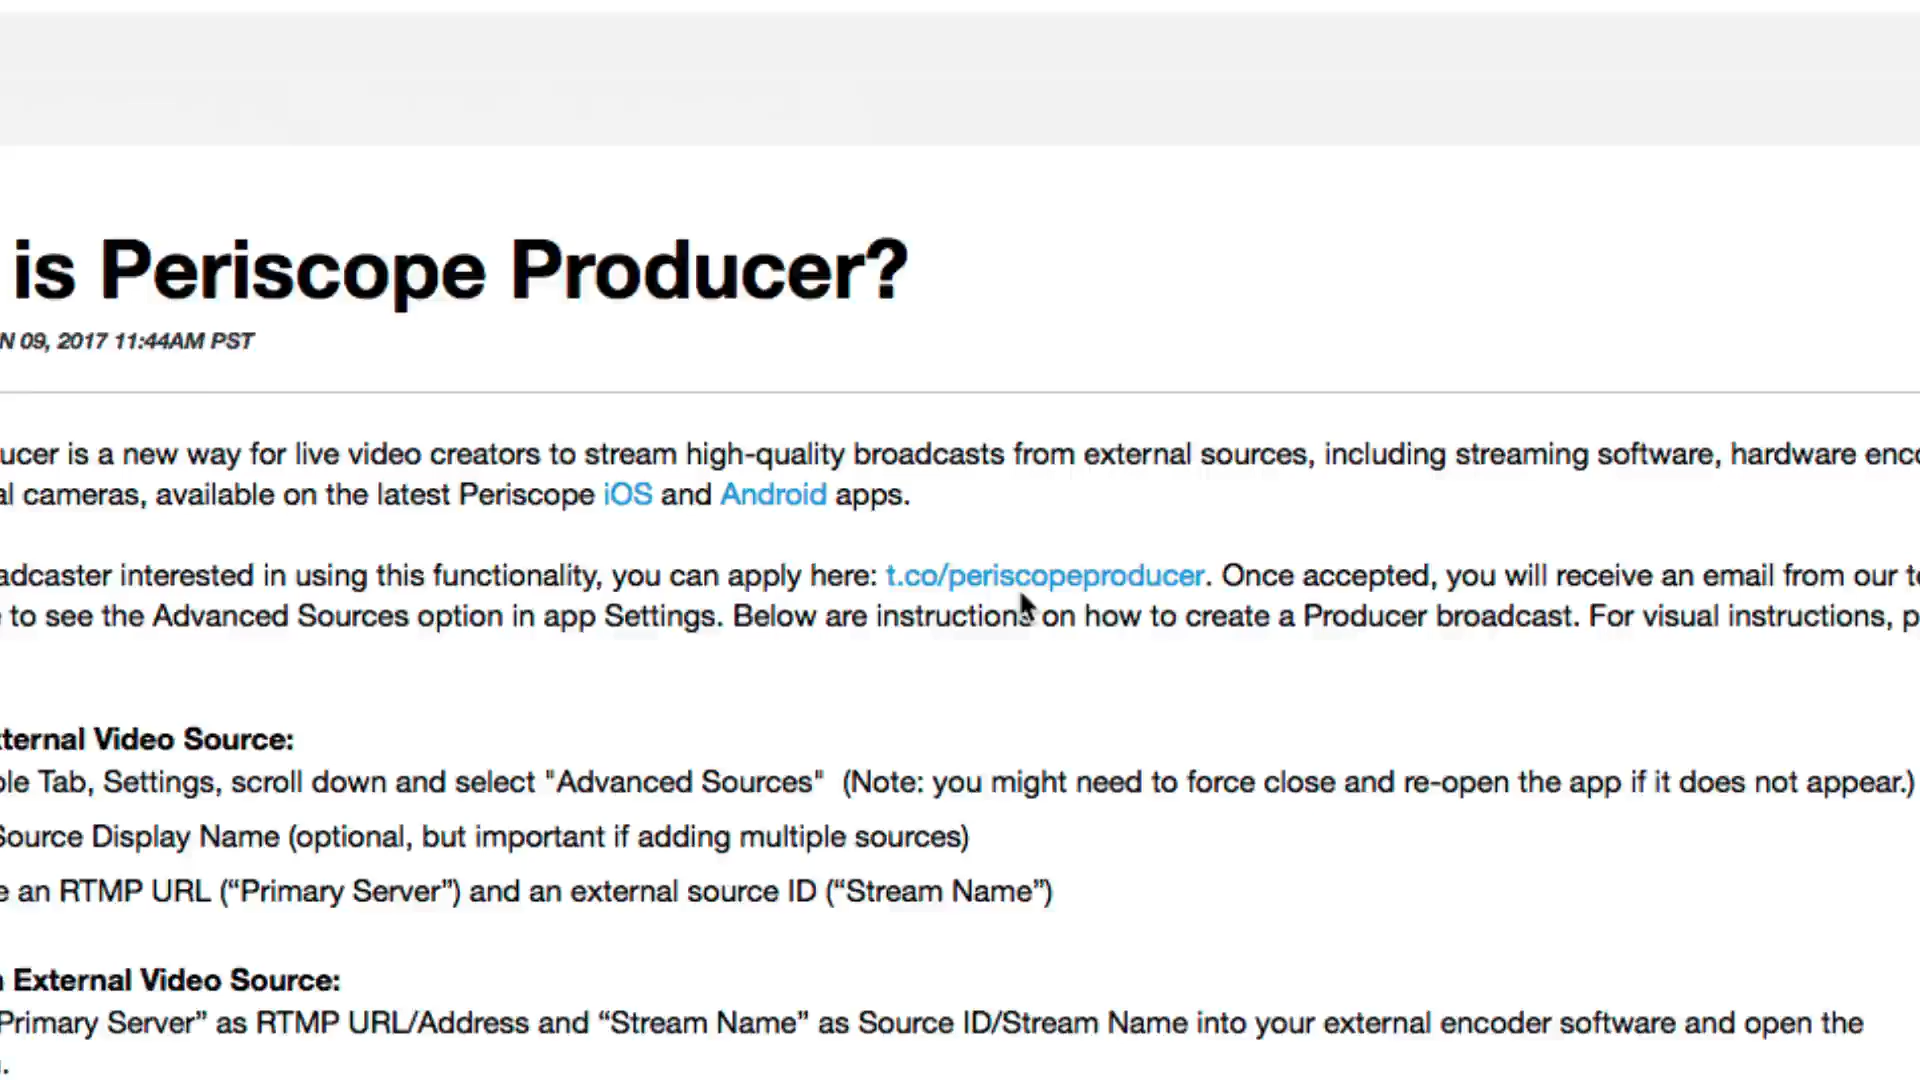 is Periscope Producer?
N 09, 2017 11:44AM PST
ucer is a new way for live video creators to stream high-quality broadcasts from external sources, including streaming software, hardware enco
al cameras, available on the latest Periscope iOS and Android apps.
adcaster interested in using this functionality, you can apply here: t.co/periscopeproducer. Once accepted, you will receive an email from our te
to see the Advanced Sources option in app Settings. Below are instructions on how to create a Producer broadcast. For visual instructions, p
ternal Video Source:
ole Tab, Settings, scroll down and select "Advanced Sources" (Note: you might need to force close and re-open the app if it does not appear.)
Source Display Name (optional, but important if adding multiple sources)
e an RTMP URL (“Primary Server”) and an external source ID (“Stream Name”)
External Video Source:
Primary Server” as RTMP URL/Address and “Stream Name” as Source ID/Stream Name into your external encoder software and open the
.